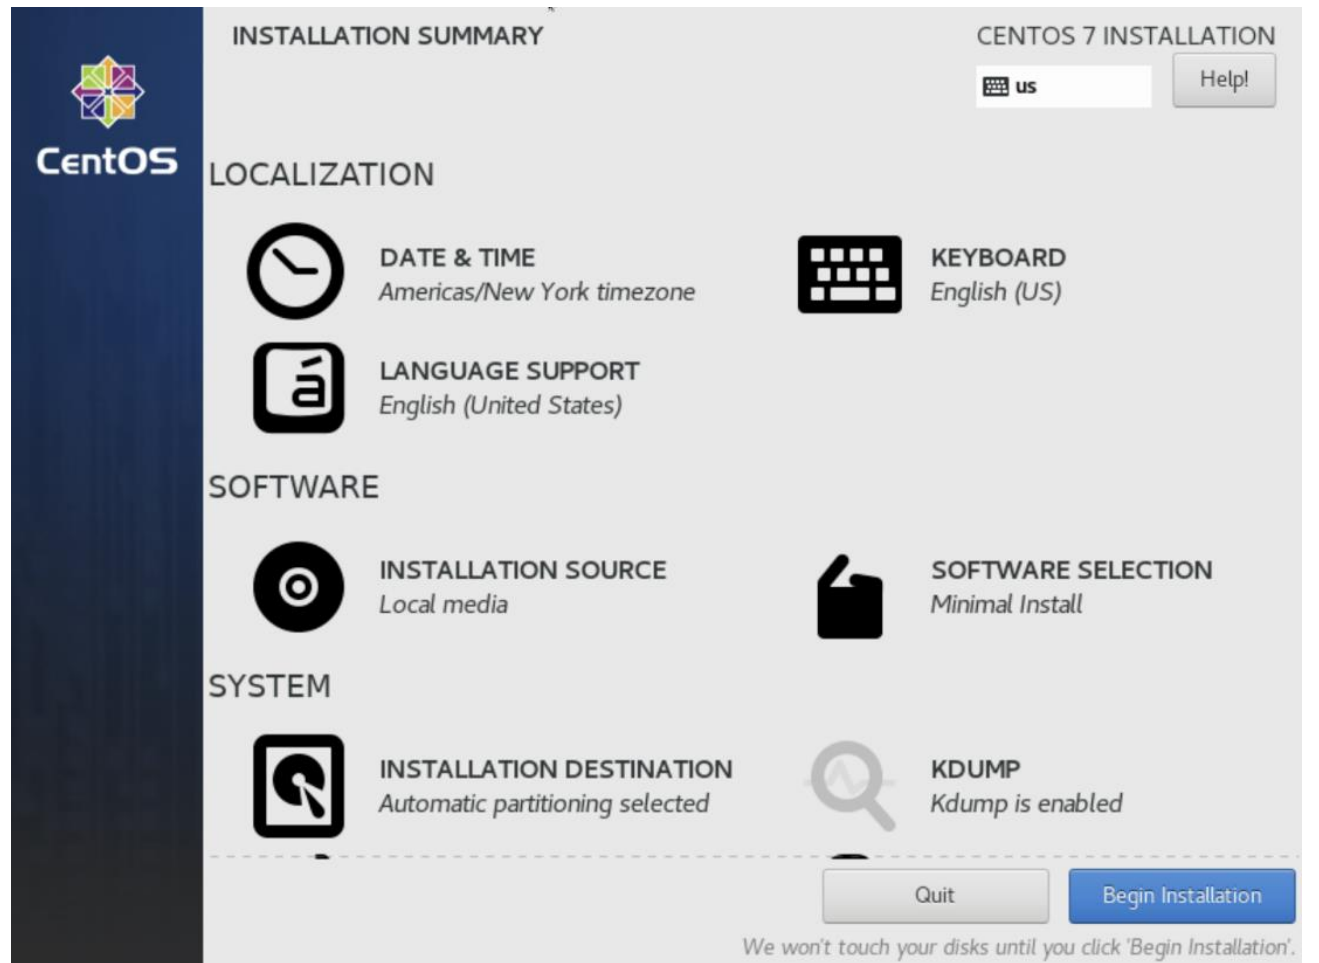 INSTALLATION SUMMARY
CENTOS 7 INSTALLATION
us
Help!
CentOS
LOCALIZATION
DATE & TIME
Americas/New York timezone
KEYBOARD
English (US)
á
LANGUAGE SUPPORT
English (United States)
SOFTWARE
INSTALLATION SOURCE
Local media
SOFTWARE SELECTION
Minimal Install
SYSTEM
INSTALLATION DESTINATION
Automatic partitioning selected
KDUMP
Kdump is enabled
Quit
Begin Installation
We won't touch your disks until you click 'Begin Installation'.